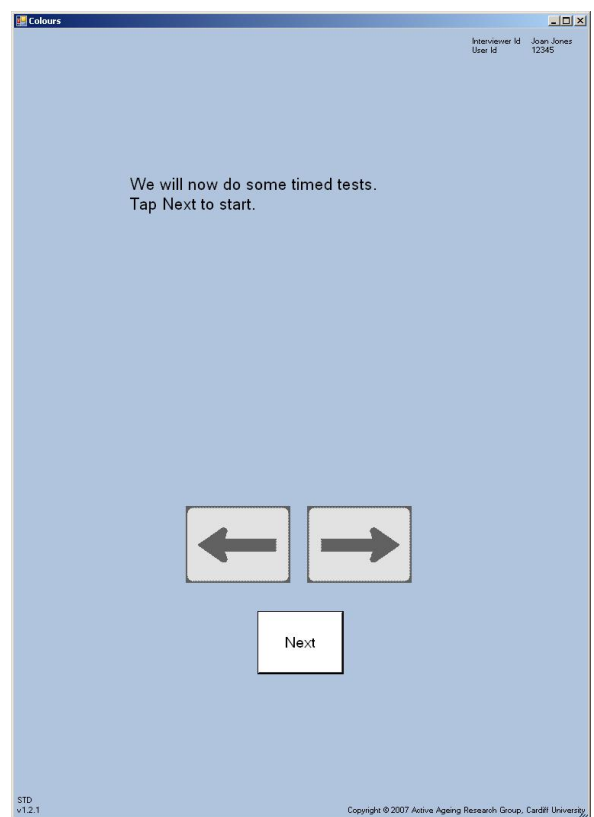 Colours
Interviewer Id Joan Jones
User Id 12345
We will now do some timed tests.
Tap Next to start.
Next
STD
v1.2.1
Copyright © 2007 Active Ageing Research Group, Cardiff University